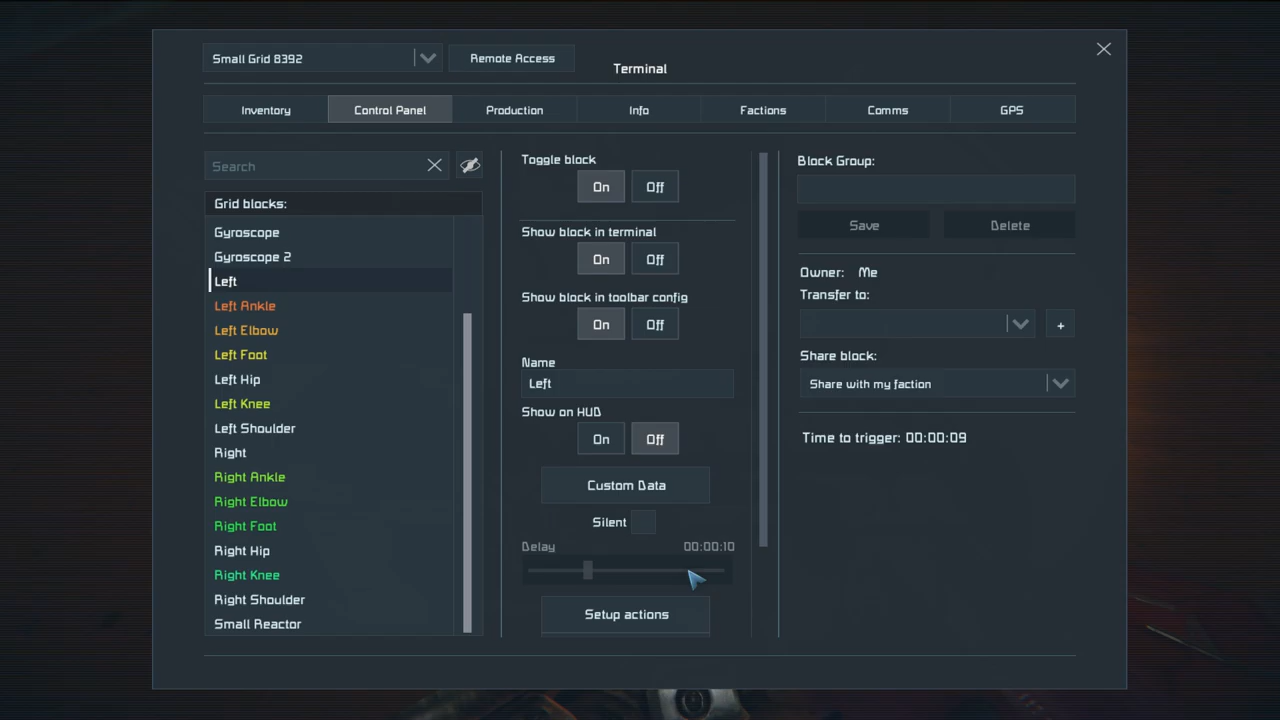 Small Grid 8392
Remote Access
Terminal
Inventory
Control Panel
Production
Info
Factions
Comms
GPS
Search
Grid blocks:
Gyroscope
Gyroscope 2
Left
Left Ankle
Left Elbow
Left Foot
Left Hip
Left Knee
Left Shoulder
Right
Right Ankle
Right Elbow
Right Foot
Right Hip
Right Knee
Right Shoulder
Small Reactor
Toggle block
On Off
Show block in terminal
On Off
Show block in toolbar config
On Off
Name
Left
Show on HUD
On Off
Custom Data
Silent
Delay 00:00:10
Setup actions
Block Group:
Save Delete
Owner: Me
Transfer to:
+
Share block:
Share with my faction
Time to trigger: 00:00:09